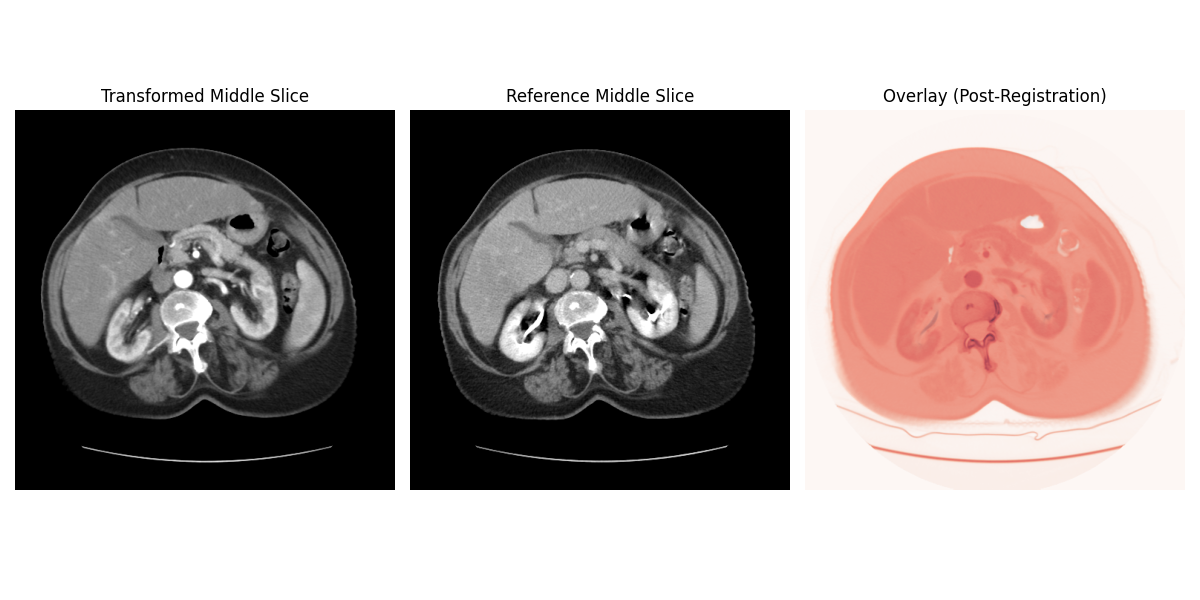 Transformed Middle Slice
Reference Middle Slice
Overlay (Post-Registration)